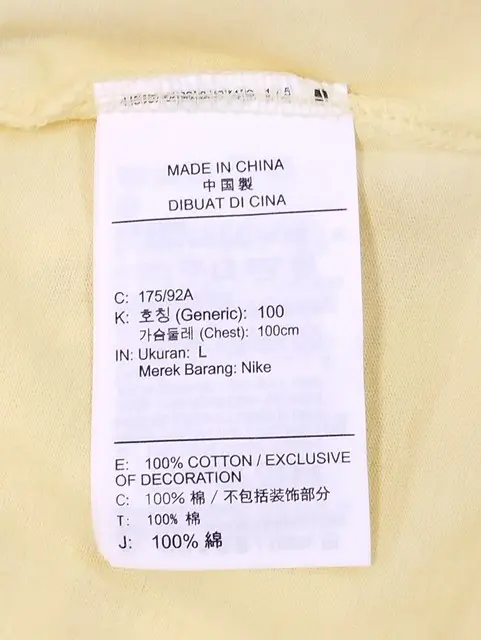 MADE IN CHINA
中国製
DIBUAT DI CINA
C: 175/92A
K: 호칭 (Generic): 100
가슴둘레 (Chest): 100cm
IN: Ukuran: L
Merek Barang: Nike
E: 100% COTTON / EXCLUSIVE
OF DECORATION
C: 100% 棉 / 不包括装饰部分
T: 100% 棉
J: 100% 綿